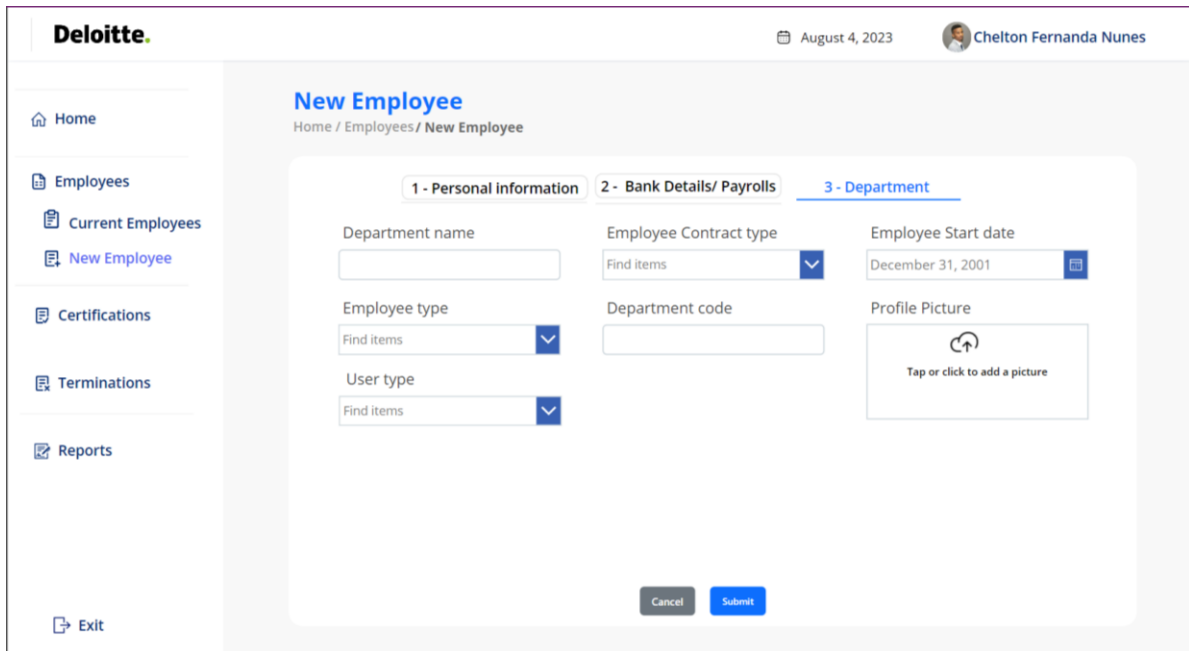 Deloitte.
August 4, 2023
Chelton Fernanda Nunes
Home
Employees
Current Employees
New Employee
Certifications
Terminations
Reports
Exit
New Employee
Home / Employees/ New Employee
1 - Personal information
2 - Bank Details/ Payrolls
3 - Department
Department name
Employee Contract type
Employee Start date
Find items
December 31, 2001
Employee type
Department code
Profile Picture
Find items
Tap or click to add a picture
User type
Find items
Cancel
Submit